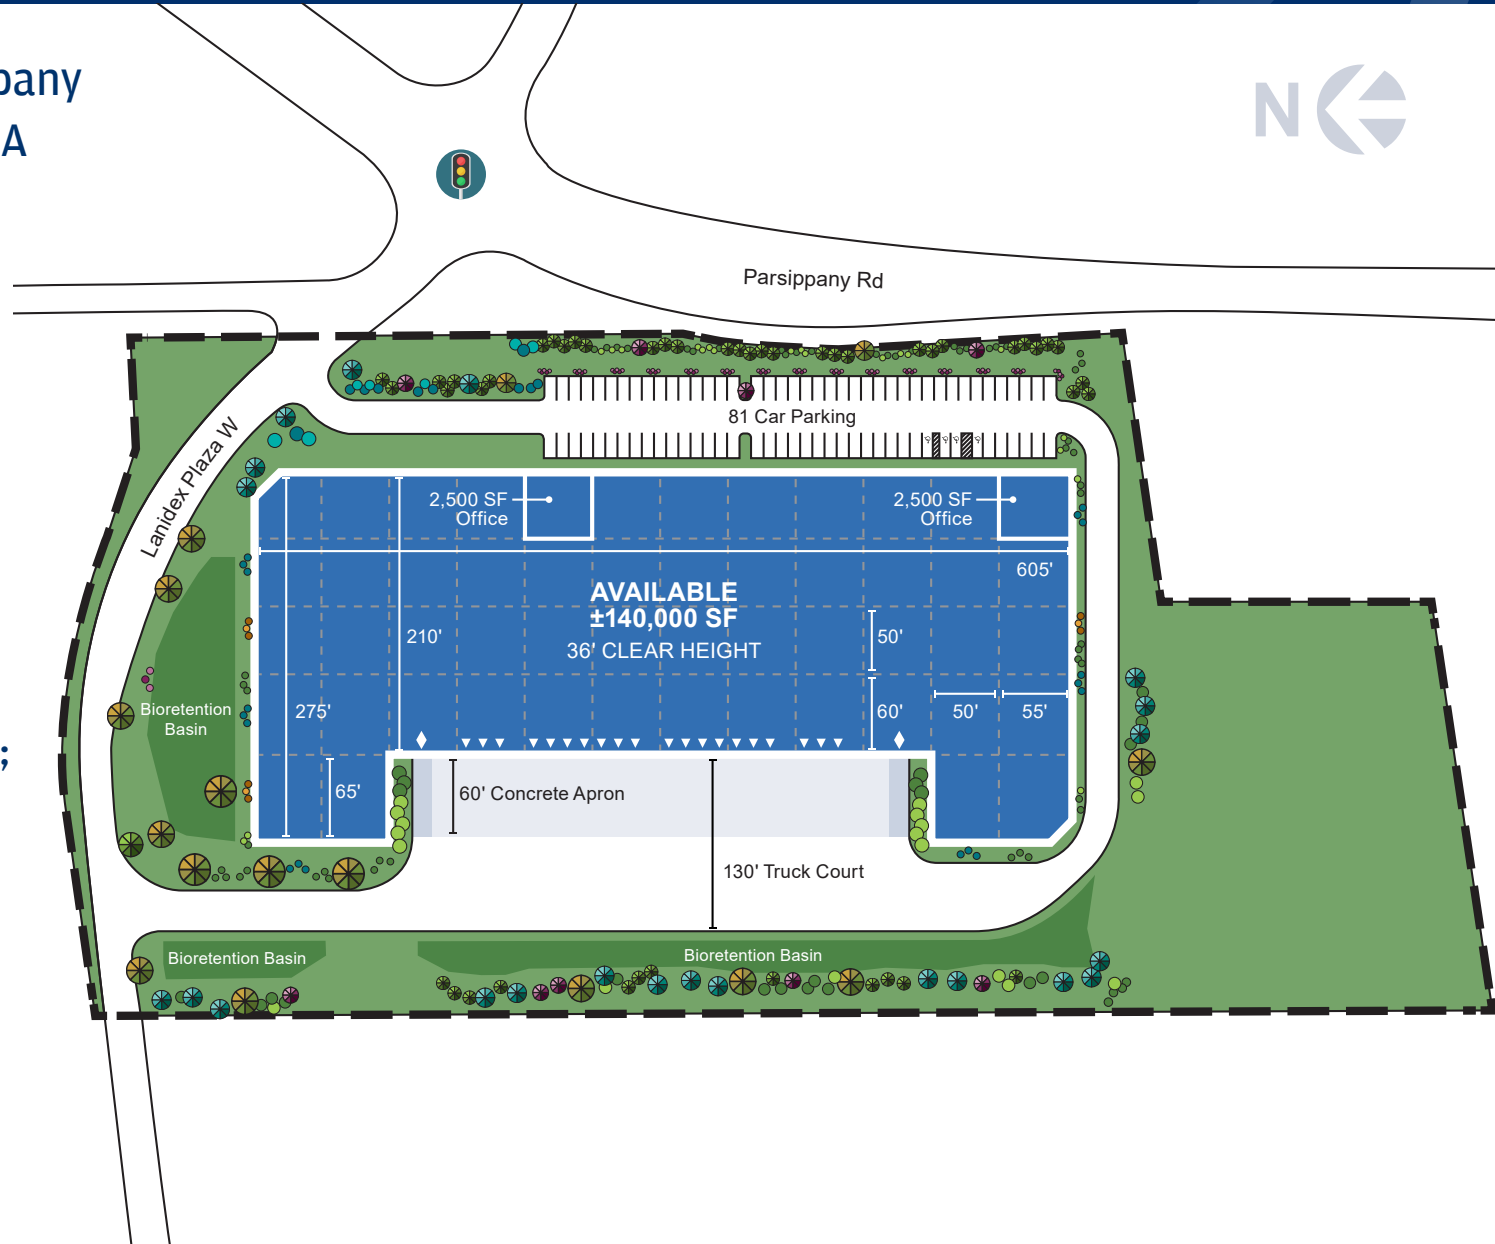 pany
A
N
Parsippany Rd
81 Car Parking
Lanidex Plaza W
2,500 SF
Office
2,500 SF
Office
605'
AVAILABLE
±140,000 SF
36' CLEAR HEIGHT
210'
50'
275'
60'
50'
55'
Bioretention
Basin
;
65'
60' Concrete Apron
130' Truck Court
Bioretention Basin
Bioretention Basin